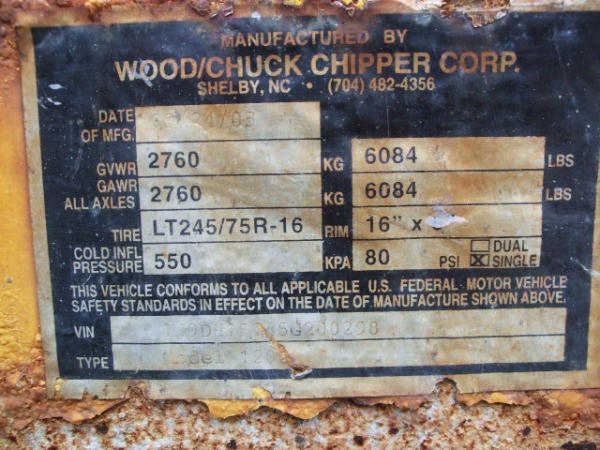 MANUFACTURED BY
WOOD/CHUCK CHIPPER CORP.
SHELBY, NC • (704) 482-4356
DATE OF MFG.
GVWR 2760 KG 6084 LBS
GAWR ALL AXLES 2760 KG 6084 LBS
TIRE LT245/75R-16 RIM 16" x
DUAL
COLD INFL PRESSURE 550 KPA 80 PSI ☒ SINGLE
THIS VEHICLE CONFORMS TO ALL APPLICABLE U.S. FEDERAL MOTOR VEHICLE
SAFETY STANDARDS IN EFFECT ON THE DATE OF MANUFACTURE SHOWN ABOVE.
VIN
TYPE